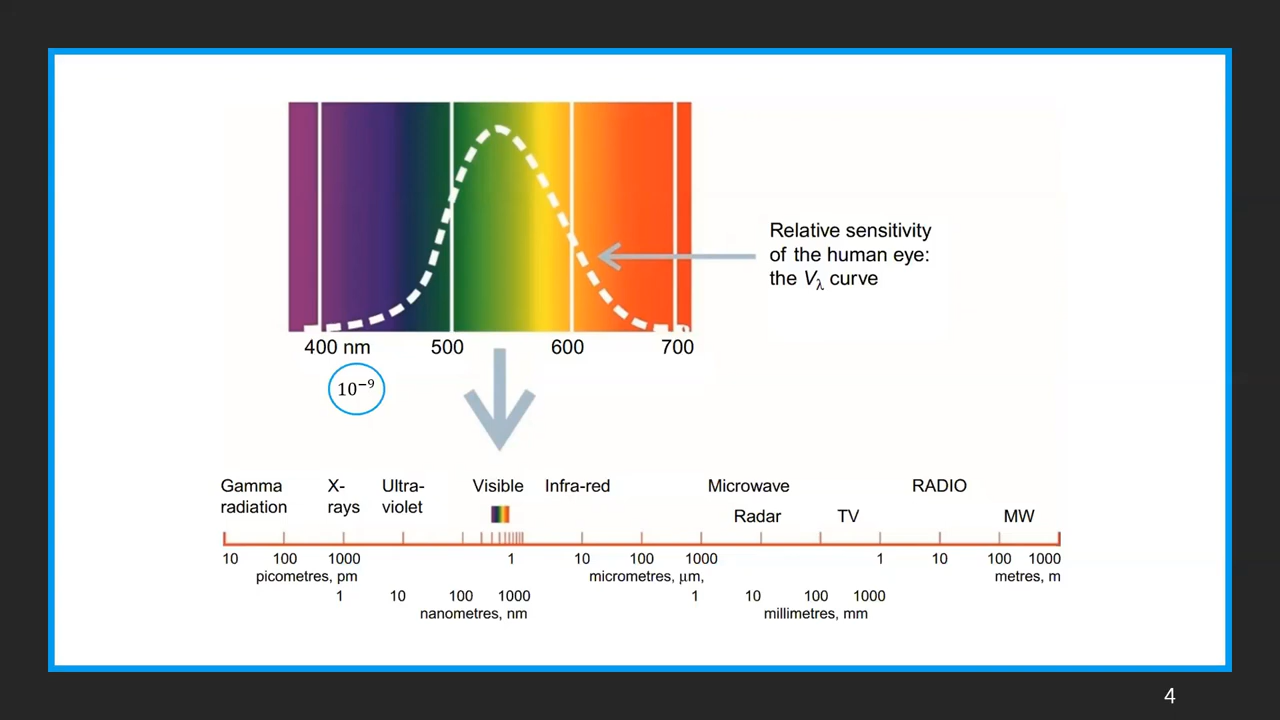 Relative sensitivity
of the human eye:
the Vλ curve
400 nm 500 600 700
10⁻⁹
Gamma radiation X-rays Ultra-violet Visible Infra-red Microwave RADIO
Radar TV MW
10 100 1000 1 10 100 1000 1 10 100 1000
picometres, pm micrometres, μm, metres, m
1 10 100 1000 1 10 100 1000
nanometres, nm millimetres, mm
4